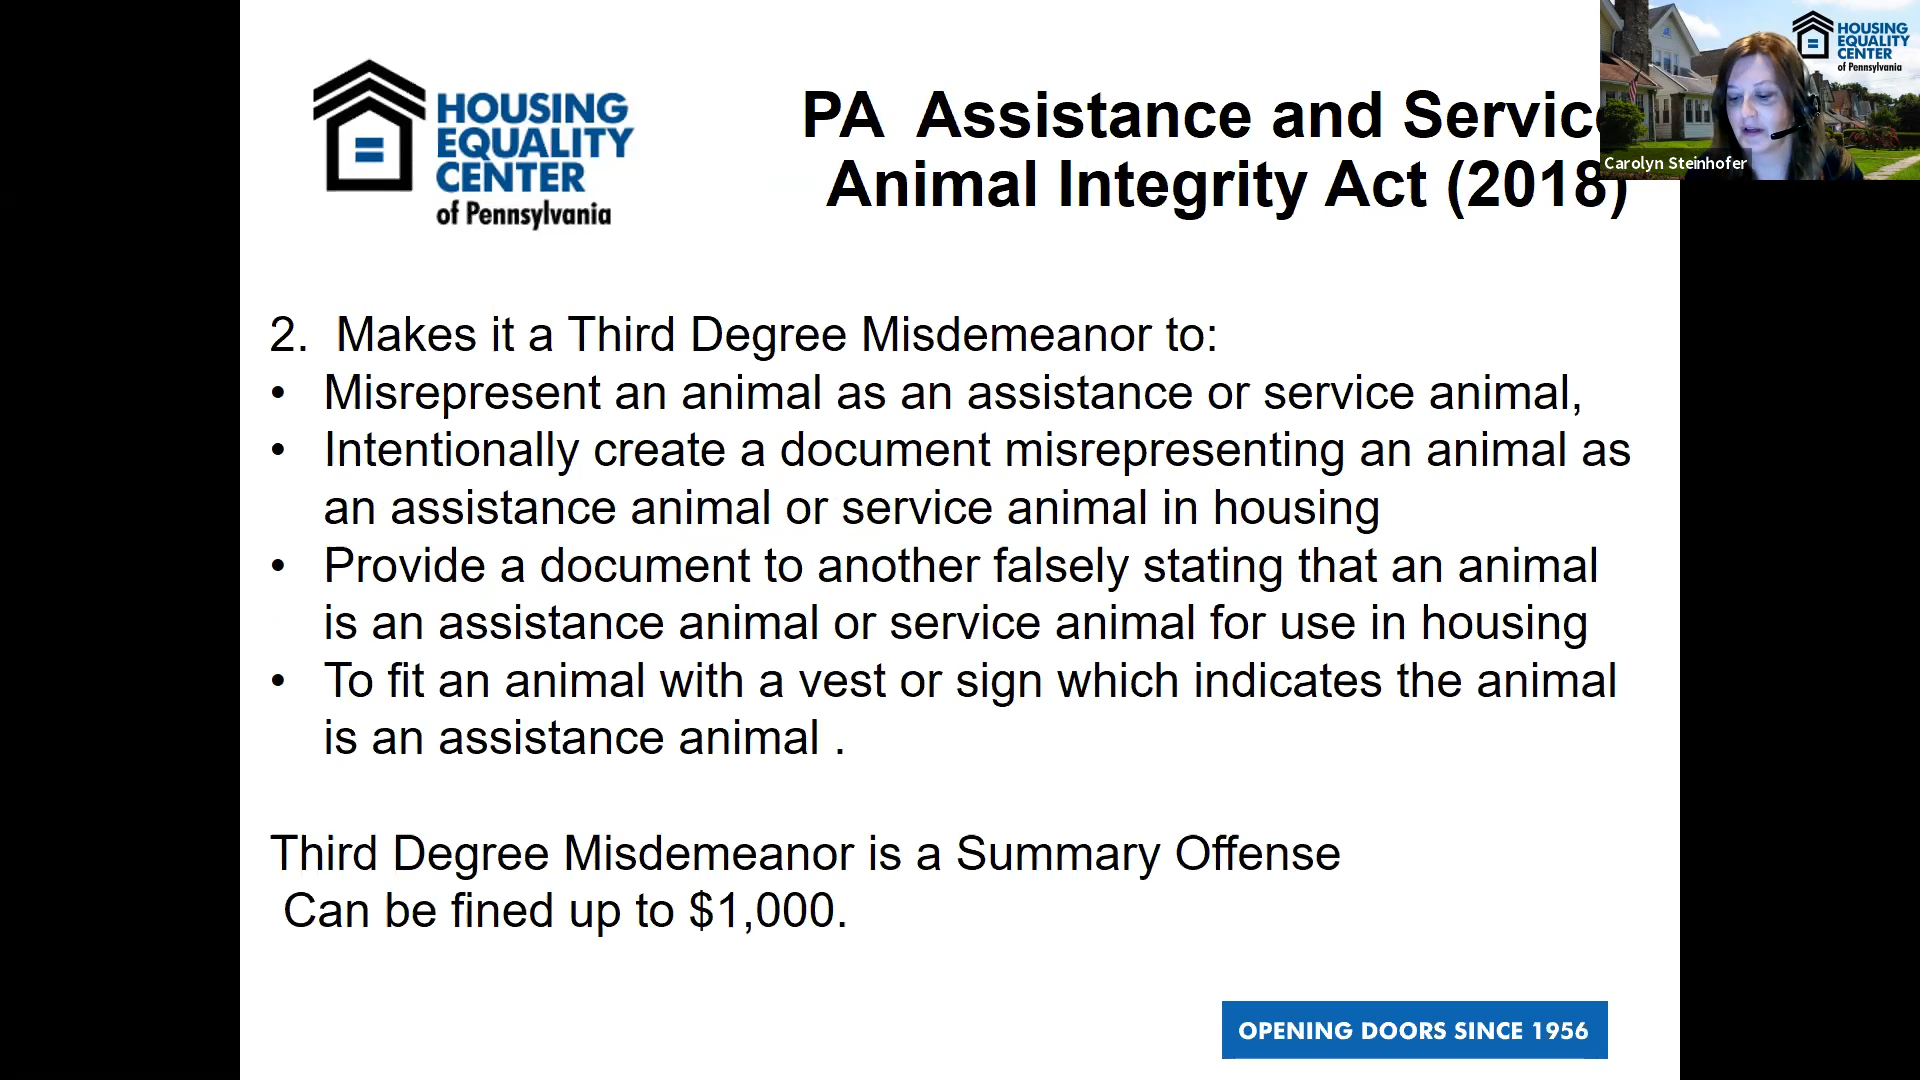 HOUSING
EQUALITY
CENTER
of Pennsylvania
PA  Assistance and Servic
Animal Integrity Act (2018)
HOUSING
EQUALITY
CENTER
of Pennsylvania
Carolyn Steinhofer
2.  Makes it a Third Degree Misdemeanor to:
• Misrepresent an animal as an assistance or service animal,
• Intentionally create a document misrepresenting an animal as
an assistance animal or service animal in housing
• Provide a document to another falsely stating that an animal
is an assistance animal or service animal for use in housing
• To fit an animal with a vest or sign which indicates the animal
is an assistance animal .
Third Degree Misdemeanor is a Summary Offense
Can be fined up to $1,000.
OPENING DOORS SINCE 1956